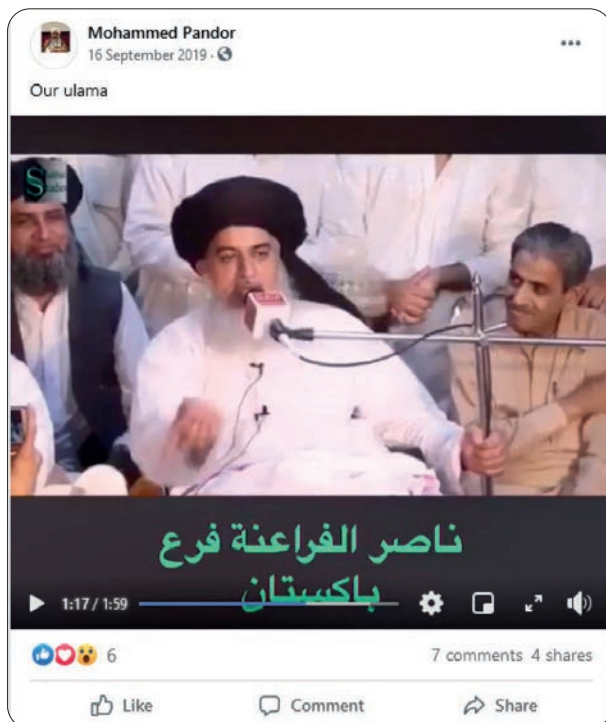 Mohammed Pandor
16 September 2019
Our ulama
ناصر الفراعنة فرع
باكستان
1:17 / 1:59
6
7 comments 4 shares
Like Comment Share